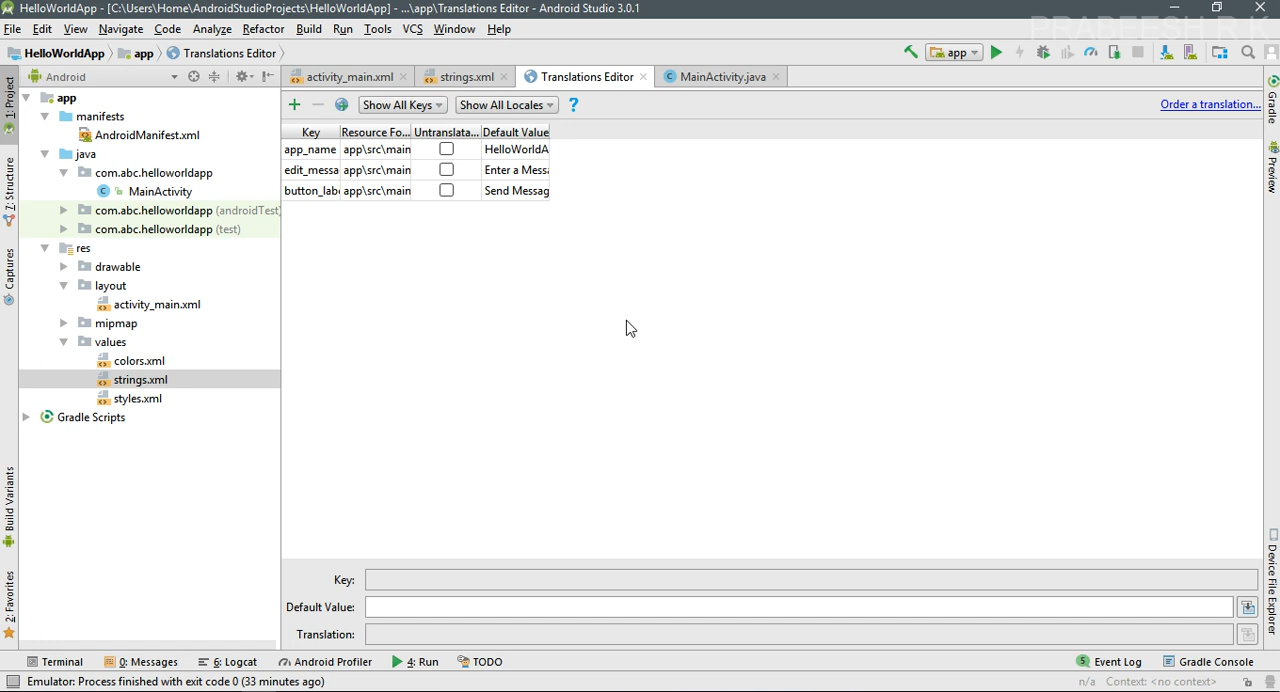 HelloWorldApp - [C:\Users\Home\AndroidStudioProjects\HelloWorldApp] - ...\app\Translations Editor - Android Studio 3.0.1
PRABEESH R K
File Edit View Navigate Code Analyze Refactor Build Run Tools VCS Window Help
HelloWorldApp app Translations Editor
app
Android
activity_main.xml strings.xml Translations Editor MainActivity.java
Show All Keys Show All Locales ? Order a translation...
Key Resource Fo... Untranslata... Default Value
app_name app\src\main HelloWorldA
edit_messa app\src\main Enter a Messa
button_labe app\src\main Send Messag
app
manifests
AndroidManifest.xml
java
com.abc.helloworldapp
MainActivity
com.abc.helloworldapp (androidTest)
com.abc.helloworldapp (test)
res
drawable
layout
activity_main.xml
mipmap
values
colors.xml
strings.xml
styles.xml
Gradle Scripts
1: Project
7: Structure
Captures
Build Variants
2: Favorites
Gradle
Preview
Device File Explorer
Key:
Default Value:
Translation:
Terminal 0: Messages 6: Logcat Android Profiler 4: Run TODO 5 Event Log Gradle Console
Emulator: Process finished with exit code 0 (33 minutes ago) n/a Context: <no context>